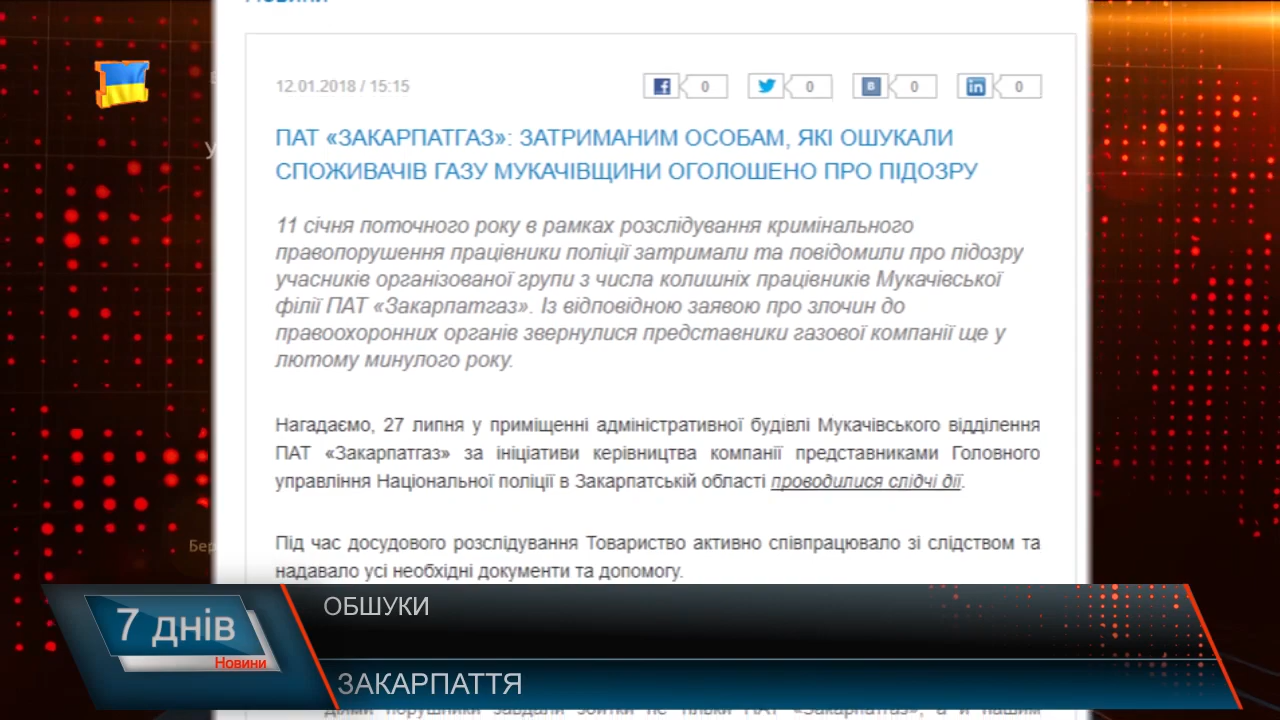 Новини
12.01.2018 / 15:15
0
0
0
0
ПАТ «ЗАКАРПАТГАЗ»: ЗАТРИМАНИМ ОСОБАМ, ЯКІ ОШУКАЛИ
СПОЖИВАЧІВ ГАЗУ МУКАЧІВЩИНИ ОГОЛОШЕНО ПРО ПІДОЗРУ
11 січня поточного року в рамках розслідування кримінального
правопорушення працівники поліції затримали та повідомили про підозру
учасників організованої групи з числа колишніх працівників Мукачівської
філії ПАТ «Закарпатгаз». Із відповідною заявою про злочин до
правоохоронних органів звернулися представники газової компанії ще у
лютому минулого року.
Нагадаємо, 27 липня у приміщенні адміністративної будівлі Мукачівського відділення
ПАТ «Закарпатгаз» за ініціативи керівництва компанії представниками Головного
управління Національної поліції в Закарпатській області проводилися слідчі дії.
Під час досудового розслідування Товариство активно співпрацювало зі слідством та
надавало усі необхідні документи та допомогу.
Бер
7 днів
Новини
ОБШУКИ
ЗАКАРПАТТЯ